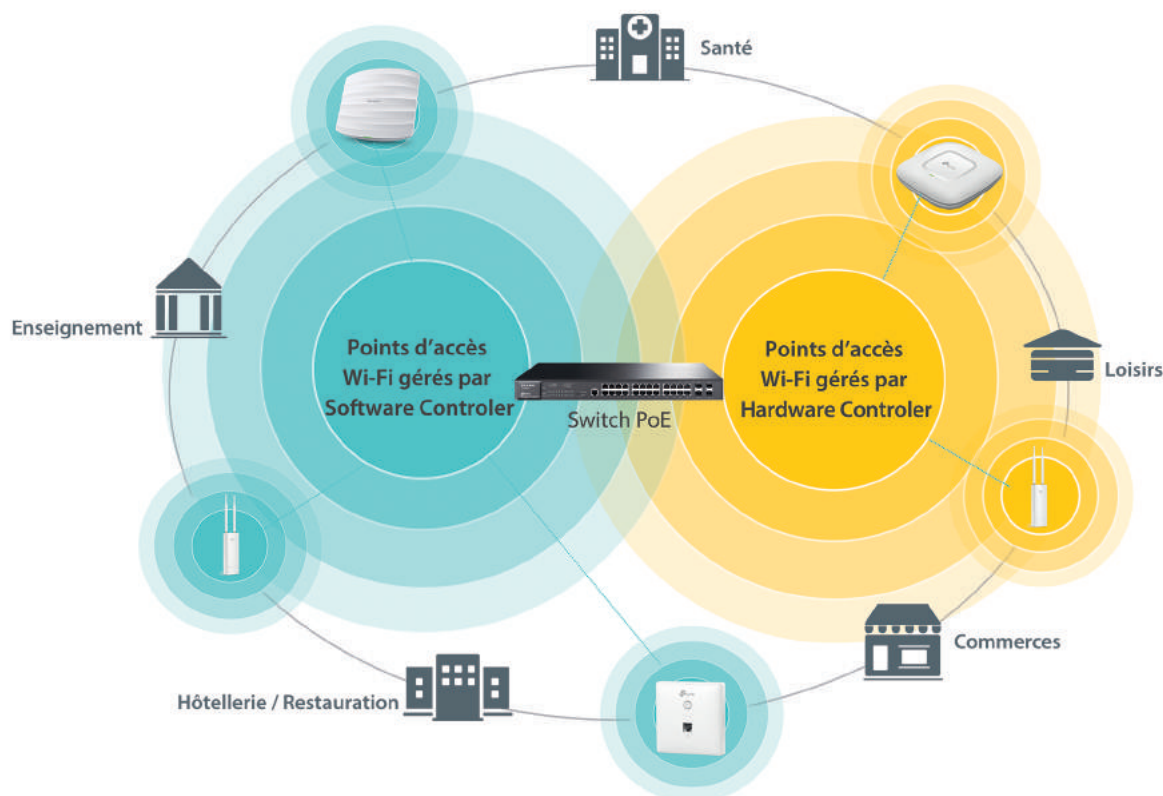 Santé
Enseignement
Points d'accès
Wi-Fi gérés par
Software Controler
Points d'accès
Wi-Fi gérés par
Hardware Controler
Switch PoE
Loisirs
Commerces
Hôtellerie / Restauration